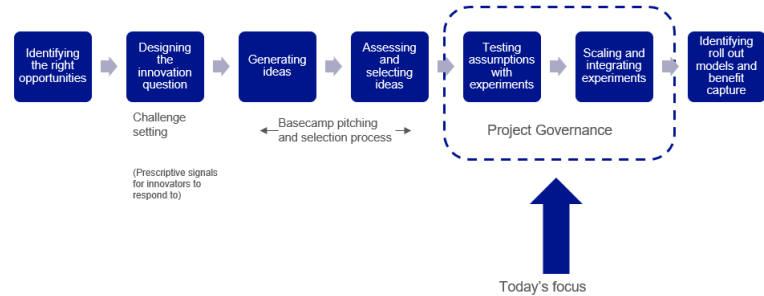 Identifying
the right
opportunities
Designing
the
innovation
question
Generating
ideas
Assessing
and
selecting
ideas
Testing
assumptions
with
experiments
Scaling and
integrating
experiments
Identifying
roll out
models and
benefit
capture
Challenge
setting
Basecamp pitching
and selection process
Project Governance
(Prescriptive signals
for innovators to
respond to)
Today's focus